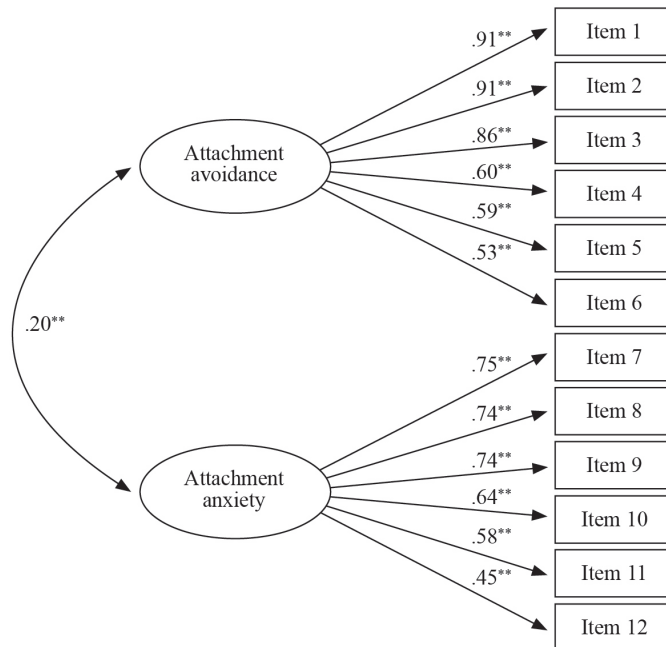 .91** Item 1
.91** Item 2
.86** Item 3
Attachment
avoidance
.60** Item 4
.59** Item 5
.53** Item 6
.20**
.75** Item 7
.74** Item 8
.74** Item 9
Attachment
anxiety
.64** Item 10
.58** Item 11
.45** Item 12